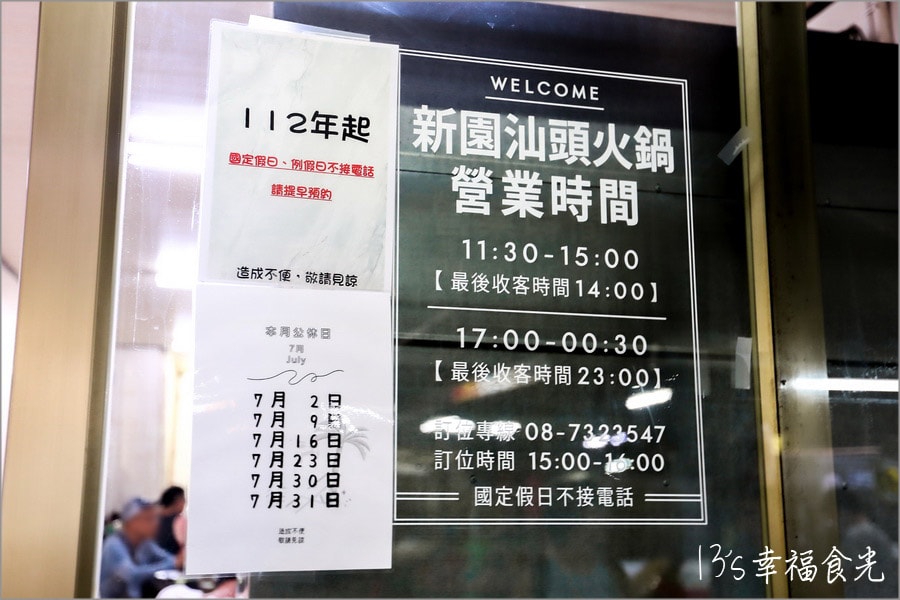 112年起
國定假日、例假日不接電話
請提早預約
造成不便，敬請見諒
本月公休日
7月
July
7月 2日
7月 9日
7月16日
7月23日
7月30日
7月31日
造成不便
敬請見諒
WELCOME
新園汕頭火鍋
營業時間
11:30-15:00
【最後收客時間14:00】
17:00-00:30
【最後收客時間23:00】
訂位專線 08-7323547
訂位時間 15:00-16:00
國定假日不接電話
13's幸福食光